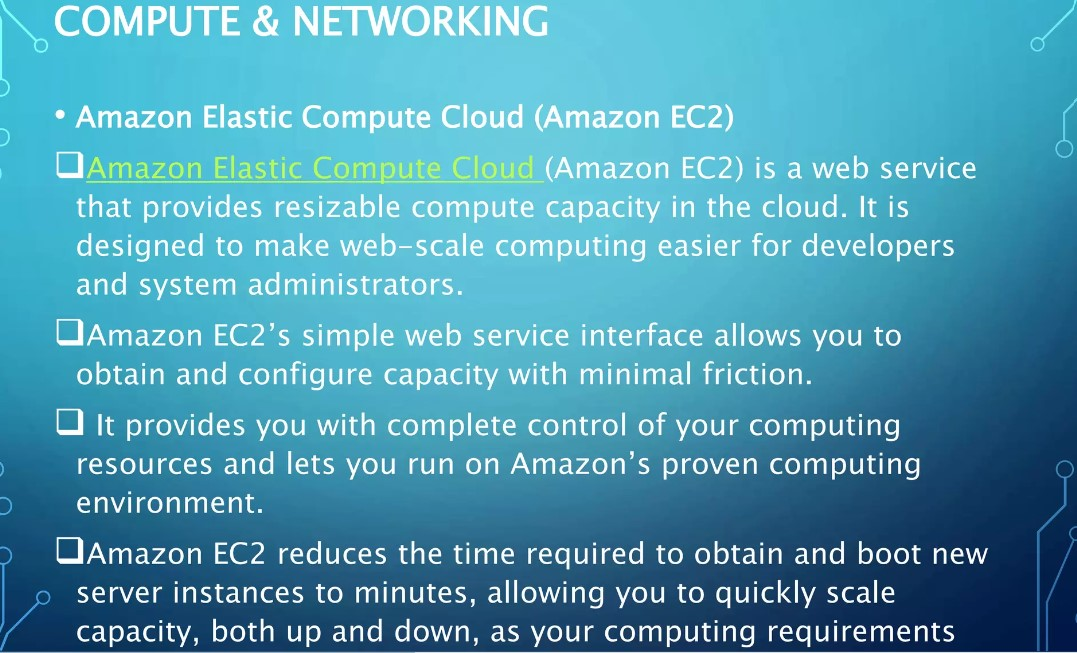 COMPUTE & NETWORKING
• Amazon Elastic Compute Cloud (Amazon EC2)
❑Amazon Elastic Compute Cloud (Amazon EC2) is a web service
that provides resizable compute capacity in the cloud. It is
designed to make web-scale computing easier for developers
and system administrators.
❑Amazon EC2’s simple web service interface allows you to
obtain and configure capacity with minimal friction.
❑ It provides you with complete control of your computing
resources and lets you run on Amazon’s proven computing
environment.
❑Amazon EC2 reduces the time required to obtain and boot new
server instances to minutes, allowing you to quickly scale
capacity, both up and down, as your computing requirements